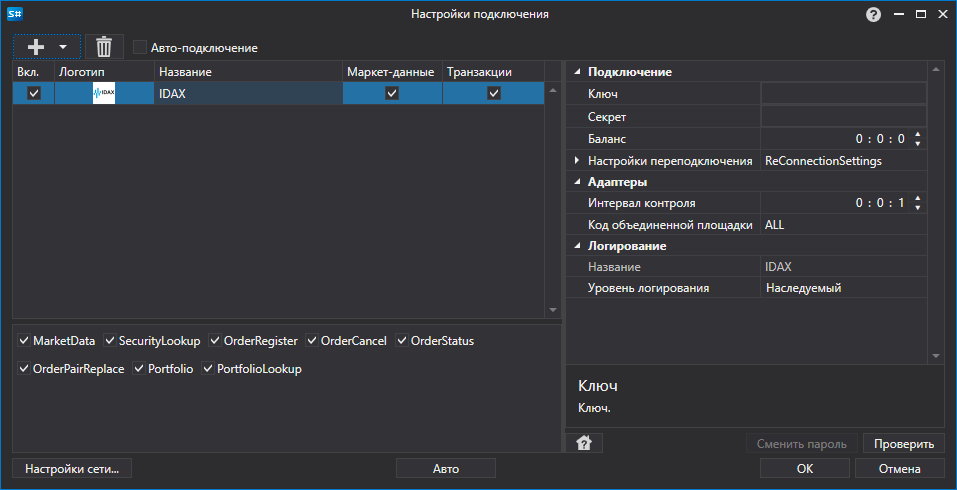 S# Настройки подключения ?
Авто-подключение
Вкл. Логотип Название Маркет-данные Транзакции
IDAX IDAX
MarketData SecurityLookup OrderRegister OrderCancel OrderStatus
OrderPairReplace Portfolio PortfolioLookup
Подключение
Ключ
Секрет
Баланс 0 : 0 : 0
Настройки переподключения ReConnectionSettings
Адаптеры
Интервал контроля 0 : 0 : 1
Код объединенной площадки ALL
Логирование
Название IDAX
Уровень логирования Наследуемый
Ключ
Ключ.
? Сменить пароль Проверить
Настройки сети... Авто OK Отмена